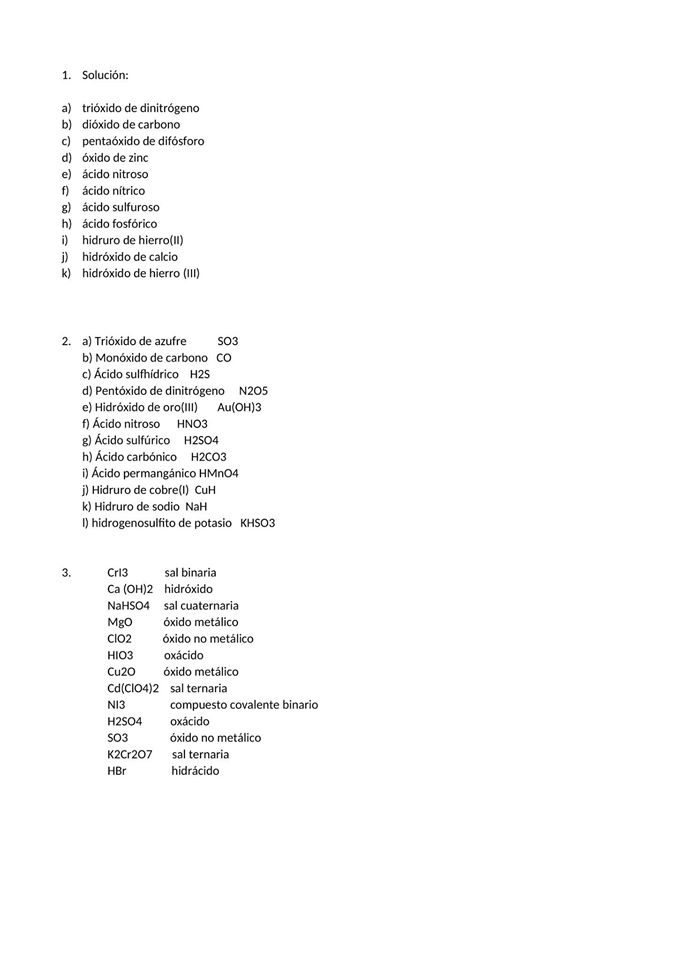 1. Solución:
a) trióxido de dinitrógeno
b) dióxido de carbono
c) pentaóxido de difósforo
d) óxido de zinc
e) ácido nitroso
f) ácido nítrico
g) ácido sulfuroso
h) ácido fosfórico
i) hidruro de hierro(II)
j) hidróxido de calcio
k) hidróxido de hierro (III)
2. a) Trióxido de azufre SO3
b) Monóxido de carbono CO
c) Ácido sulfhídrico H2S
d) Pentóxido de dinitrógeno N2O5
e) Hidróxido de oro(III) Au(OH)3
f) Ácido nitroso HNO3
g) Ácido sulfúrico H2SO4
h) Ácido carbónico H2CO3
i) Ácido permangánico HMnO4
j) Hidruro de cobre(I) CuH
k) Hidruro de sodio NaH
l) hidrogenosulfito de potasio KHSO3
3. CrI3 sal binaria
Ca (OH)2 hidróxido
NaHSO4 sal cuaternaria
MgO óxido metálico
ClO2 óxido no metálico
HIO3 oxácido
Cu2O óxido metálico
Cd(ClO4)2 sal ternaria
NI3 compuesto covalente binario
H2SO4 oxácido
SO3 óxido no metálico
K2Cr2O7 sal ternaria
HBr hidrácido